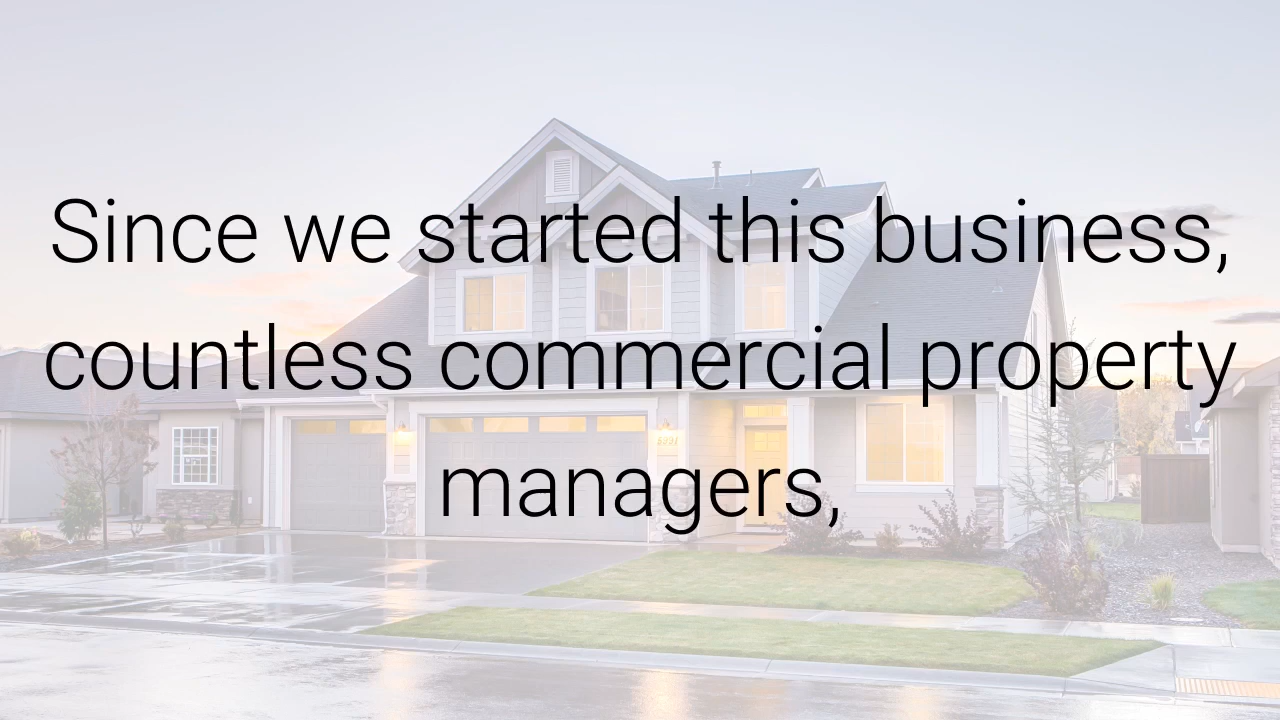 Since we started this business,
countless commercial property
managers,